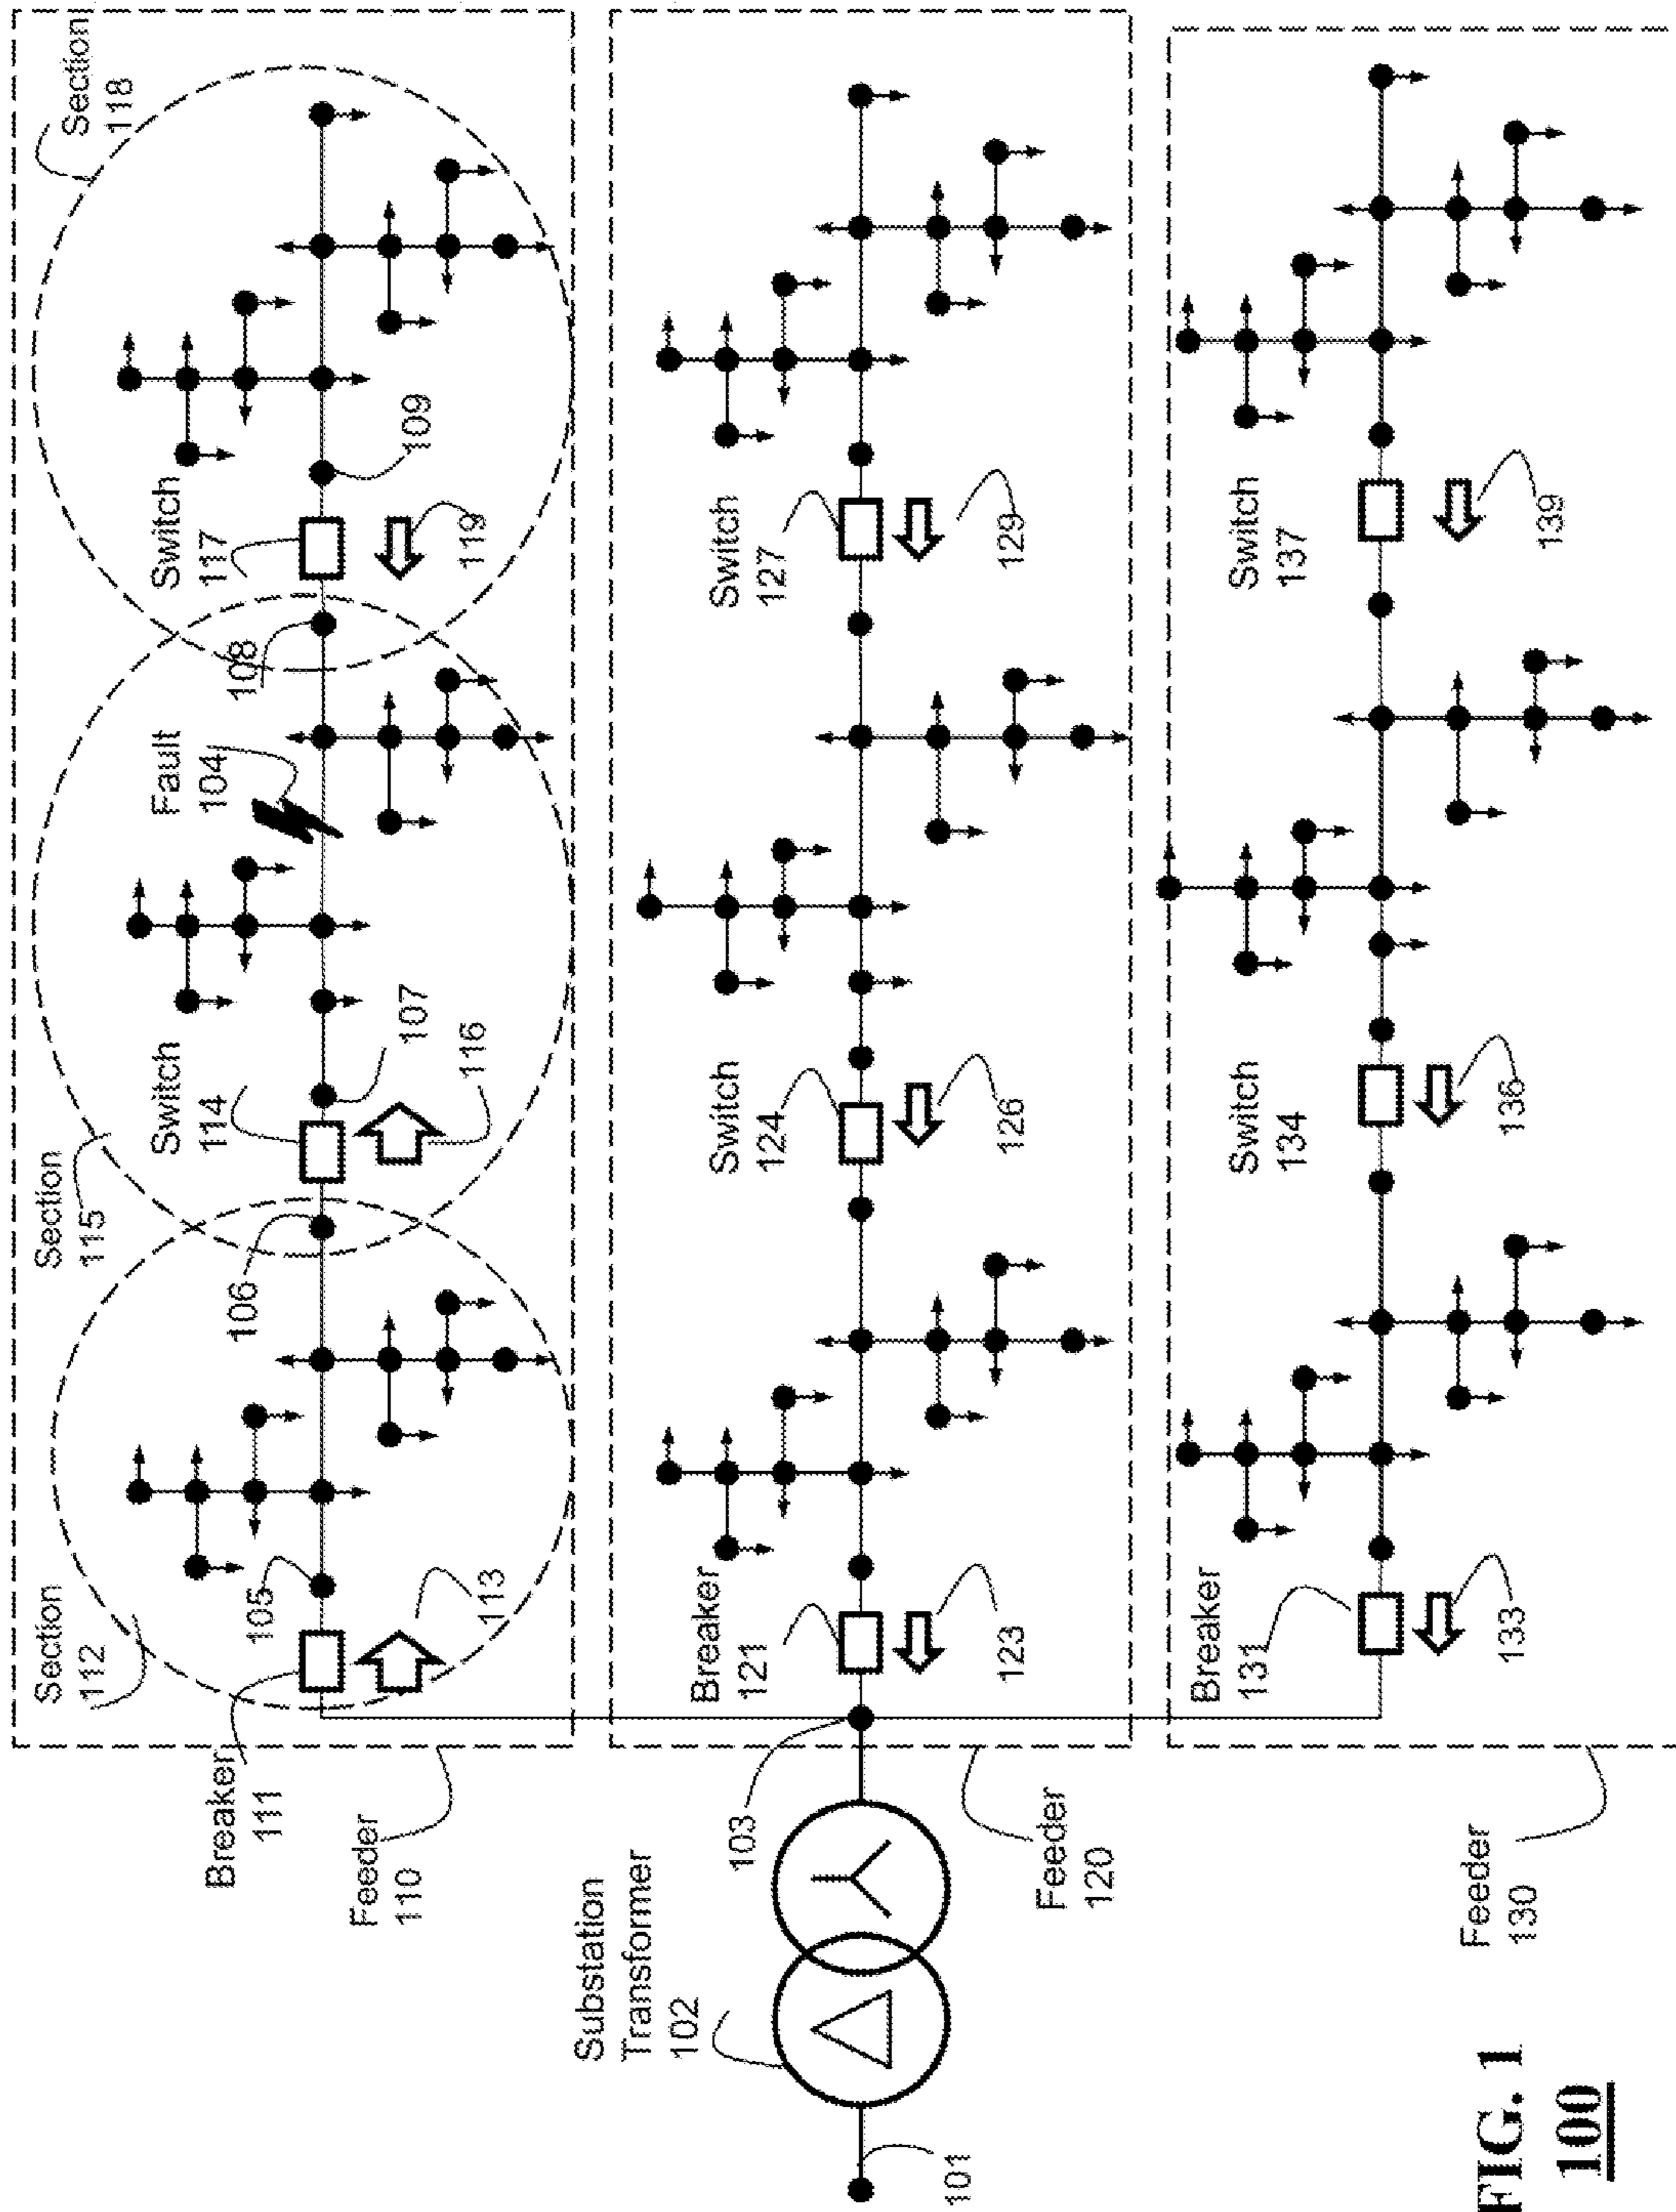 Section
118
Switch
117
109
119
108
Fault
104
Section
115
Switch
114
107
116
106
Section
112
105
113
Breaker
111
Feeder
110
Switch
127
129
Switch
124
126
Breaker
121
123
103
Substation
Transformer
102
Feeder
120
101
Switch
137
139
Switch
134
136
Breaker
131
133
Feeder
130
FIG. 1
100